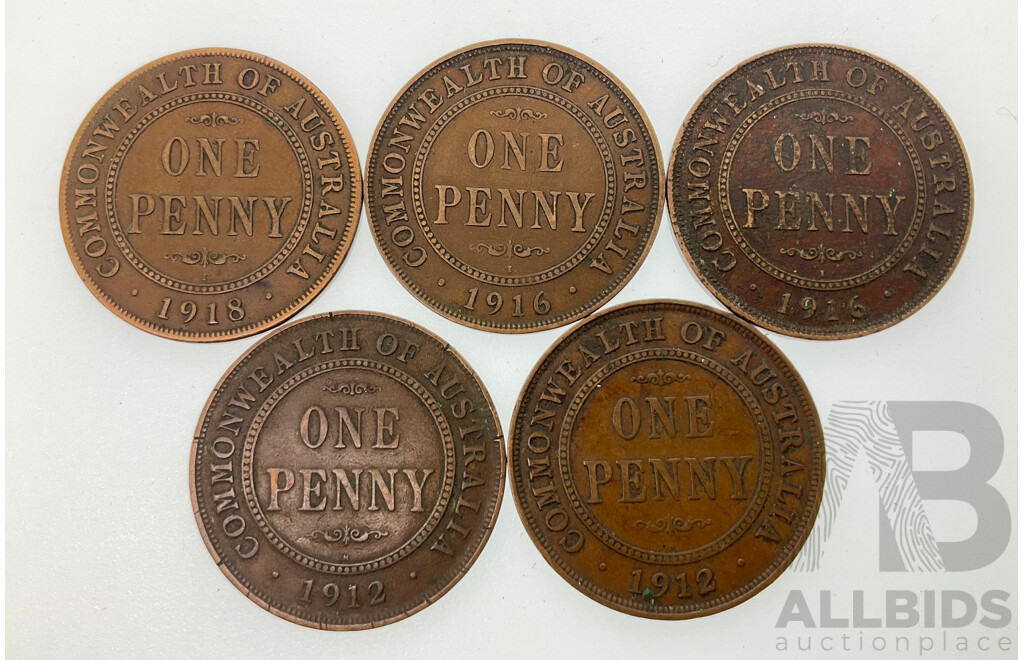 COMMONWEALTH OF AUSTRALIA
ONE
PENNY
I
· 1918 ·
COMMONWEALTH OF AUSTRALIA
ONE
PENNY
I
· 1916 ·
COMMONWEALTH OF AUSTRALIA
ONE
PENNY
I
· 1916 ·
COMMONWEALTH OF AUSTRALIA
ONE
PENNY
H
· 1912 ·
COMMONWEALTH OF AUSTRALIA
ONE
PENNY
· 1912 ·
AB
ALLBIDS
auctionplace